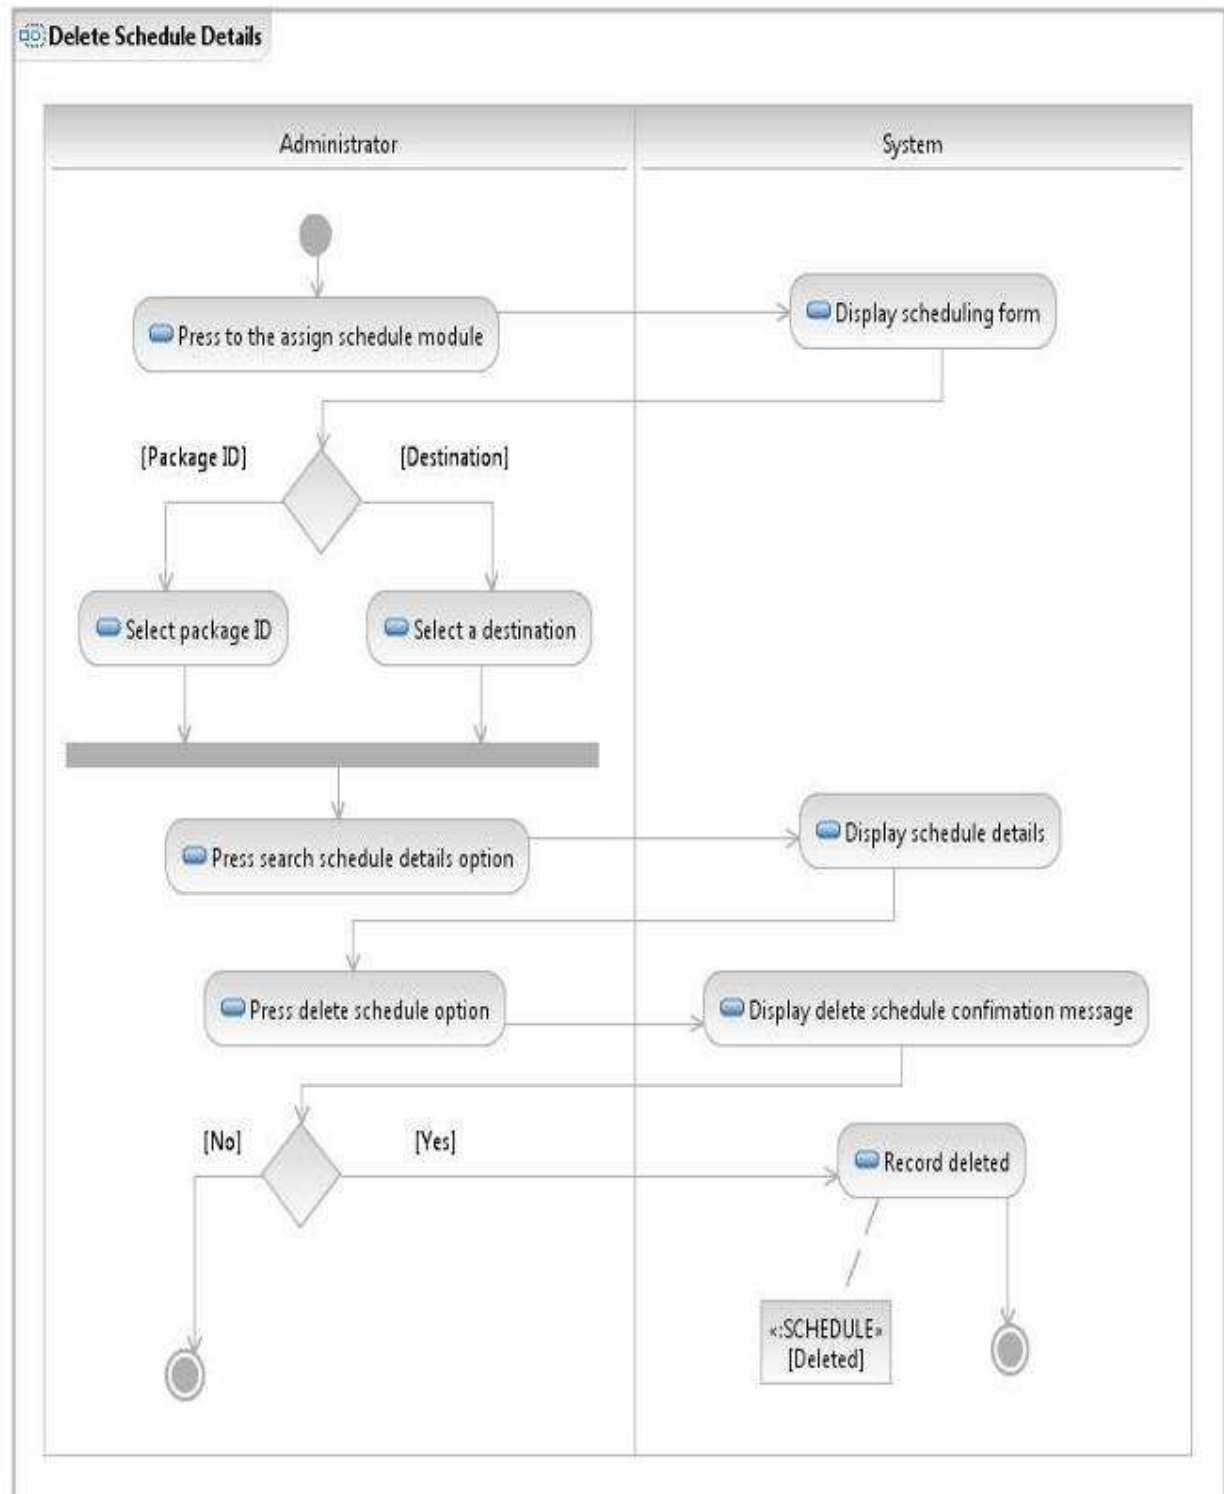 Delete Schedule Details
Administrator
System
Press to the assign schedule module
Display scheduling form
[Package ID]
[Destination]
Select package ID
Select a destination
Press search schedule details option
Display schedule details
Press delete schedule option
Display delete schedule confimation message
[No]
[Yes]
Record deleted
«:SCHEDULE»
[Deleted]